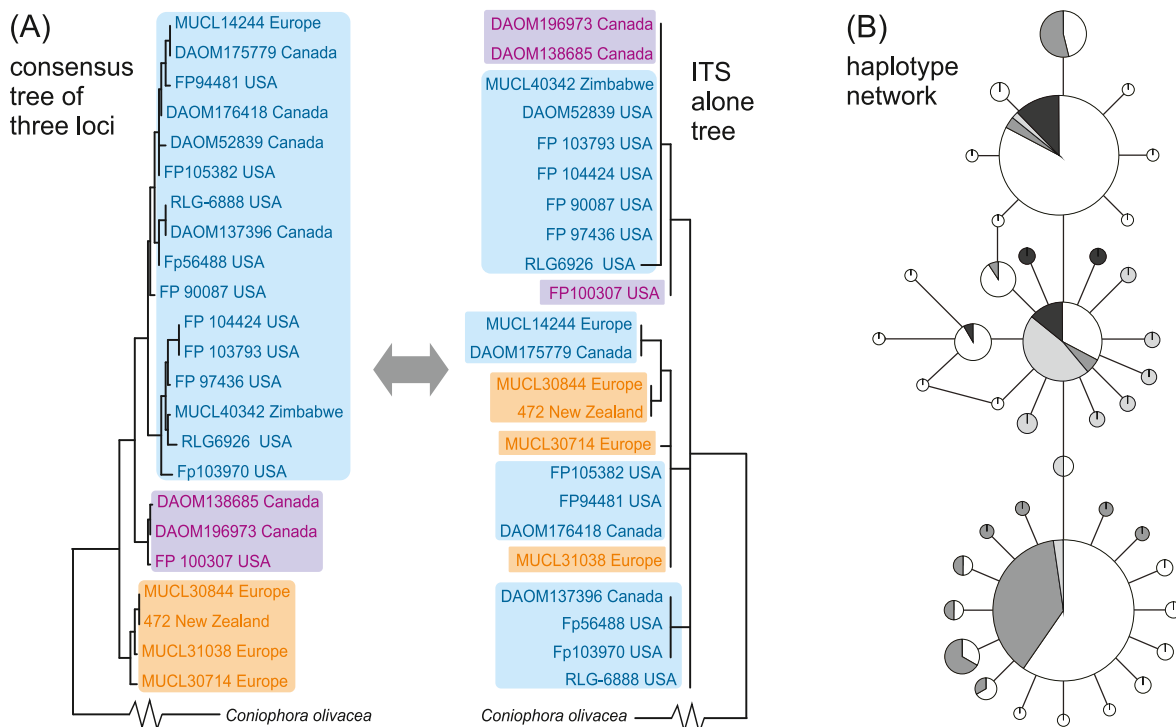 (A)
consensus
tree of
three loci
MUCL14244 Europe
DAOM175779 Canada
FP94481 USA
DAOM176418 Canada
DAOM52839 Canada
FP105382 USA
RLG-6888 USA
DAOM137396 Canada
Fp56488 USA
FP 90087 USA
FP 104424 USA
FP 103793 USA
FP 97436 USA
MUCL40342 Zimbabwe
RLG6926 USA
Fp103970 USA
DAOM138685 Canada
DAOM196973 Canada
FP 100307 USA
MUCL30844 Europe
472 New Zealand
MUCL31038 Europe
MUCL30714 Europe
Coniophora olivacea
ITS
alone
tree
DAOM196973 Canada
DAOM138685 Canada
MUCL40342 Zimbabwe
DAOM52839 USA
FP 103793 USA
FP 104424 USA
FP 90087 USA
FP 97436 USA
RLG6926 USA
FP100307 USA
MUCL14244 Europe
DAOM175779 Canada
MUCL30844 Europe
472 New Zealand
MUCL30714 Europe
FP105382 USA
FP94481 USA
DAOM176418 Canada
MUCL31038 Europe
DAOM137396 Canada
Fp56488 USA
Fp103970 USA
RLG-6888 USA
Coniophora olivacea
(B)
haplotype
network